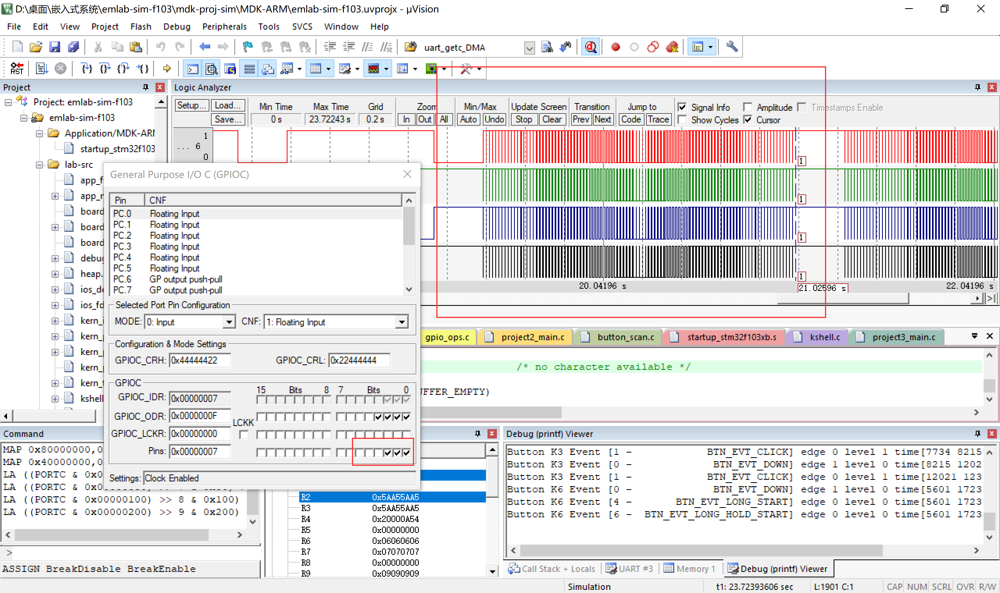 D:\桌面\嵌入式系统\emlab-sim-f103\mdk-proj-sim\MDK-ARM\emlab-sim-f103.uvprojx - µVision
File Edit View Project Flash Debug Peripherals Tools SVCS Window Help
uart_getc_DMA
RST
Project
Logic Analyzer
Project: emlab-sim-f103
emlab-sim-f103
Application/MDK-ARM
startup_stm32f103
lab-src
app_f
app_r
board
board
board
debug
heap.
ios_de
ios_fd
kern_i
kern_p
kern_p
kern_p
kern_t
kshell
Setup... Load... Save...
Min Time 0 s
Max Time 23.72243 s
Grid 0.2 s
Zoom In Out All
Min/Max Auto Undo
Update Screen Stop Clear
Transition Prev Next
Jump to Code Trace
Signal Info Amplitude Timestamps Enable
Show Cycles Cursor
1
... 6
0
1
1
1
1
20.04196 s 21.02596 s 22.04196 s
General Purpose I/O C (GPIOC)
Pin CNF
PC.0 Floating Input
PC.1 Floating Input
PC.2 Floating Input
PC.3 Floating Input
PC.4 Floating Input
PC.5 Floating Input
PC.6 GP output push-pull
PC.7 GP output push-pull
Selected Port Pin Configuration
MODE: 0: Input CNF: 1: Floating Input
Configuration & Mode Settings
GPIOC_CRH: 0x44444422 GPIOC_CRL: 0x22444444
GPIOC
15 Bits 8 7 Bits 0
GPIOC_IDR: 0x00000007
GPIOC_ODR: 0x0000000F
LCKK
GPIOC_LCKR: 0x00000000
Pins: 0x00000007
Settings: Clock Enabled
gpio_ops.c project2_main.c button_scan.c startup_stm32f103xb.s kshell.c project3_main.c
/* no character available */
UFFER_EMPTY)
Command
MAP 0x80000000,0
MAP 0x40000000,0
LA ((PORTC & 0x0
LA ((PORTC & 0x0
LA ((PORTC & 0x00000100) >> 8 & 0x100)
LA ((PORTC & 0x00000200) >> 9 & 0x200)
>
ASSIGN BreakDisable BreakEnable
R2 0x5AA55AA5
R3 0x5AA55AA5
R4 0x20000A54
R5 0x00000000
R6 0x06060606
R7 0x07070707
R8 0x00000000
R9 0x09090909
Debug (printf) Viewer
Button K3 Event [1 - BTN_EVT_CLICK] edge 0 level 1 time[7734 8215
Button K3 Event [0 - BTN_EVT_DOWN] edge 1 level 0 time[8215 1202
Button K3 Event [1 - BTN_EVT_CLICK] edge 0 level 1 time[12021 123
Button K6 Event [0 - BTN_EVT_DOWN] edge 1 level 0 time[5601 1723
Button K6 Event [4 - BTN_EVT_LONG_START] edge 0 level 0 time[5601 1723
Button K6 Event [6 - BTN_EVT_LONG_HOLD_START] edge 0 level 0 time[5601 1723
Call Stack + Locals UART #3 Memory 1 Debug (printf) Viewer
Simulation t1: 23.72393606 sec L:1901 C:1 CAP NUM SCRL OVR R/W